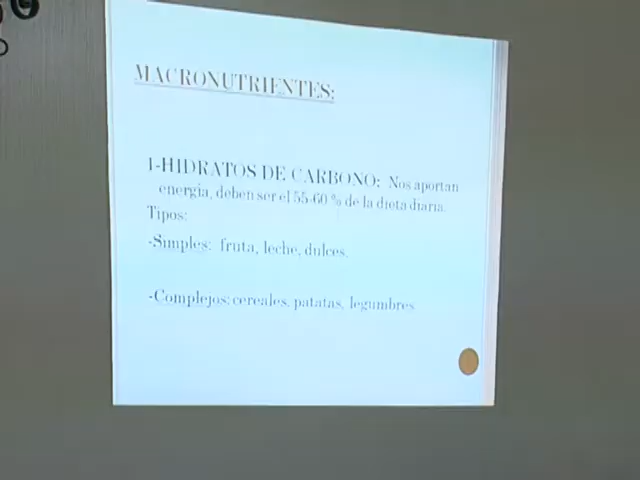 MACRONUTRIENTES:
1-HIDRATOS DE CARBONO: Nos aportan
energia, deben ser el 55-60 % de la dieta diaria.
Tipos:
-Simples: fruta, leche, dulces.
-Complejos: cereales, patatas, legumbres